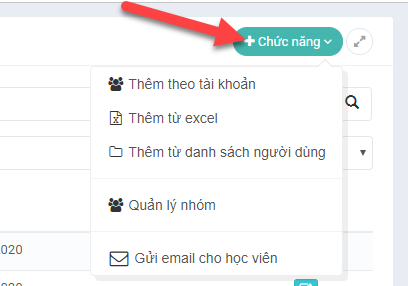 Chức năng
Thêm theo tài khoản
Thêm từ excel
Thêm từ danh sách người dùng
Quản lý nhóm
2020
Gửi email cho học viên